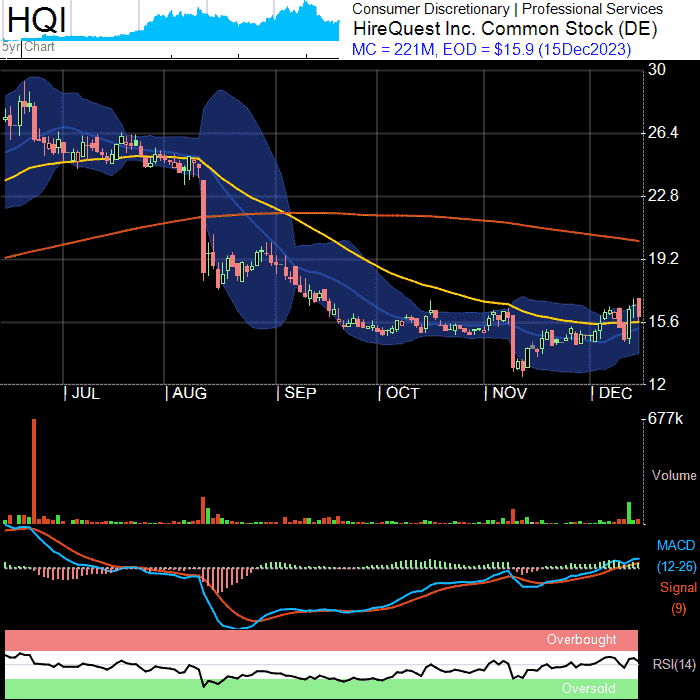 HQI
5yr Chart
Consumer Discretionary | Professional Services
HireQuest Inc. Common Stock (DE)
MC = 221M, EOD = $15.9 (15Dec2023)
30
26.4
22.8
19.2
15.6
12
| JUL | AUG | SEP | OCT | NOV | DEC
677k
Volume
MACD
(12-26)
Signal
(9)
Overbought
RSI(14)
Oversold